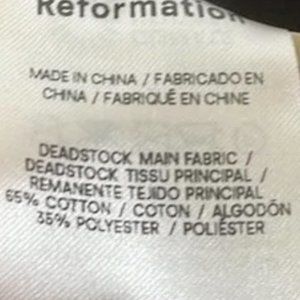 Reformation
MADE IN CHINA / FABRICADO EN
CHINA / FABRIQUÉ EN CHINE
DEADSTOCK MAIN FABRIC /
DEADSTOCK TISSU PRINCIPAL /
REMANENTE TEJIDO PRINCIPAL
65% COTTON / COTON / ALGODÓN
35% POLYESTER / POLIÉSTER